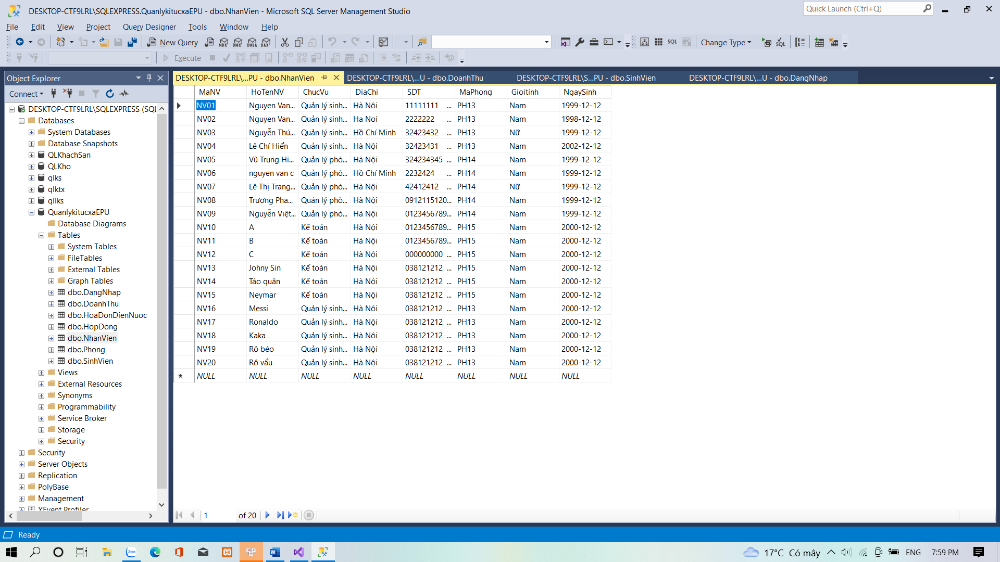 DESKTOP-CTF9LRL\SQLEXPRESS.QuanlykitucxaEPU - dbo.NhanVien - Microsoft SQL Server Management Studio
Quick Launch (Ctrl+Q)
File Edit View Project Query Designer Tools Window Help
New Query MDX DMX XMLA DAX SQL Change Type SQL
Execute
Object Explorer
Connect
DESKTOP-CTF9LRL\SQLEXPRESS (SQL
Databases
System Databases
Database Snapshots
QLKhachSan
QLKho
qlks
qlktx
qllks
QuanlykitucxaEPU
Database Diagrams
Tables
System Tables
FileTables
External Tables
Graph Tables
dbo.DangNhap
dbo.DoanhThu
dbo.HoaDonDienNuoc
dbo.HopDong
dbo.NhanVien
dbo.Phong
dbo.SinhVien
Views
External Resources
Synonyms
Programmability
Service Broker
Storage
Security
Security
Server Objects
Replication
PolyBase
Management
XEvent Profiler
DESKTOP-CTF9LRL\...PU - dbo.NhanVien DESKTOP-CTF9LRL\...U - dbo.DoanhThu DESKTOP-CTF9LRL\S...PU - dbo.SinhVien DESKTOP-CTF9LRL\...U - dbo.DangNhap
MaNV HoTenNV ChucVu DiaChi SDT MaPhong Gioitinh NgaySinh
NV01 Nguyen Van... Quản lý sinh... Hà Nội 11111111 ... PH13 Nam 1999-12-12
NV02 Nguyen Van... Quản lý sinh... Ha Noi 2222222 ... PH13 Nam 1998-12-12
NV03 Nguyễn Thú... Quản lý sinh... Hồ Chí Minh 32423432 ... PH13 Nữ 1999-12-12
NV04 Lê Chí Hiển Quản lý sinh... Hà Nội 32423431 ... PH13 Nam 2002-12-12
NV05 Vũ Trung Hi... Quản lý phò... Hà Nội 324234345 ... PH14 Nam 1999-12-12
NV06 nguyen van c Quản lý phò... Hồ Chí Minh 2232424 ... PH14 Nam 1999-12-12
NV07 Lê Thị Trang... Quản lý phò... Hà Nội 42412412 ... PH14 Nữ 1999-12-12
NV08 Trương Pha... Quản lý phò... Hà Nội 0912115120... PH14 Nam 1999-12-12
NV09 Nguyễn Việt... Quản lý phò... Hà Nội 0123456789... PH14 Nam 1999-12-12
NV10 A Kế toán Hà Nội 0123456789... PH15 Nam 2000-12-12
NV11 B Kế toán Hà Nội 0123456789... PH15 Nam 2000-12-12
NV12 C Kế toán Hà Nội 000000000 ... PH15 Nam 2000-12-12
NV13 Johny Sin Kế toán Hà Nội 038121212 ... PH15 Nam 2000-12-12
NV14 Táo quân Kế toán Hà Nội 038121212 ... PH15 Nam 2000-12-12
NV15 Neymar Kế toán Hà Nội 038121212 ... PH15 Nam 2000-12-12
NV16 Messi Quản lý sinh... Hà Nội 038121212 ... PH13 Nam 2000-12-12
NV17 Ronaldo Quản lý sinh... Hà Nội 038121212 ... PH13 Nam 2000-12-12
NV18 Kaka Quản lý sinh... Hà Nội 038121212 ... PH13 Nam 2000-12-12
NV19 Rô béo Quản lý sinh... Hà Nội 038121212 ... PH13 Nam 2000-12-12
NV20 Rô vẩu Quản lý sinh... Hà Nội 038121212 ... PH13 Nam 2000-12-12
* NULL NULL NULL NULL NULL NULL NULL NULL
1 of 20
Ready
Zalo 17°C Có mây ENG 7:59 PM